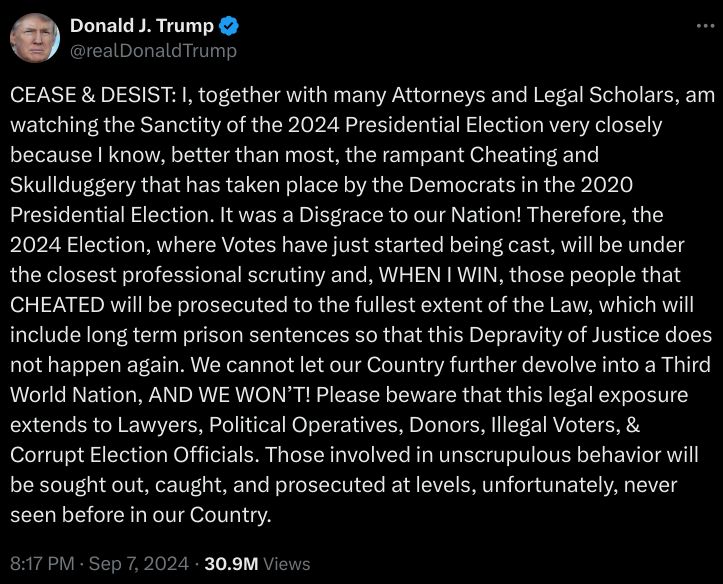 Donald J. Trump
@realDonaldTrump
CEASE & DESIST: I, together with many Attorneys and Legal Scholars, am
watching the Sanctity of the 2024 Presidential Election very closely
because I know, better than most, the rampant Cheating and
Skullduggery that has taken place by the Democrats in the 2020
Presidential Election. It was a Disgrace to our Nation! Therefore, the
2024 Election, where Votes have just started being cast, will be under
the closest professional scrutiny and, WHEN I WIN, those people that
CHEATED will be prosecuted to the fullest extent of the Law, which will
include long term prison sentences so that this Depravity of Justice does
not happen again. We cannot let our Country further devolve into a Third
World Nation, AND WE WON’T! Please beware that this legal exposure
extends to Lawyers, Political Operatives, Donors, Illegal Voters, &
Corrupt Election Officials. Those involved in unscrupulous behavior will
be sought out, caught, and prosecuted at levels, unfortunately, never
seen before in our Country.
8:17 PM · Sep 7, 2024 · 30.9M Views